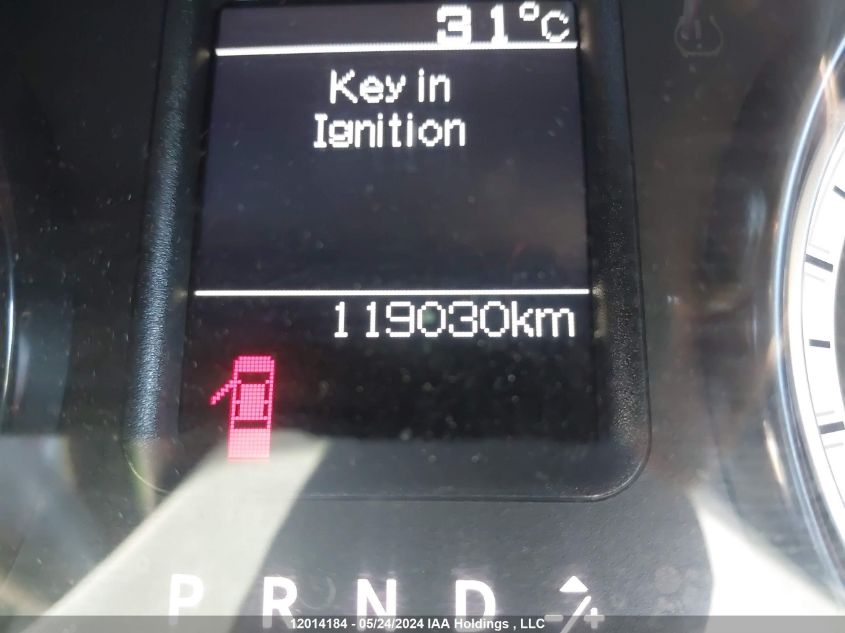 31°C
Key in
Ignition
119030km
P R N D -/+
12014184 - 05/24/2024 IAA Holdings , LLC